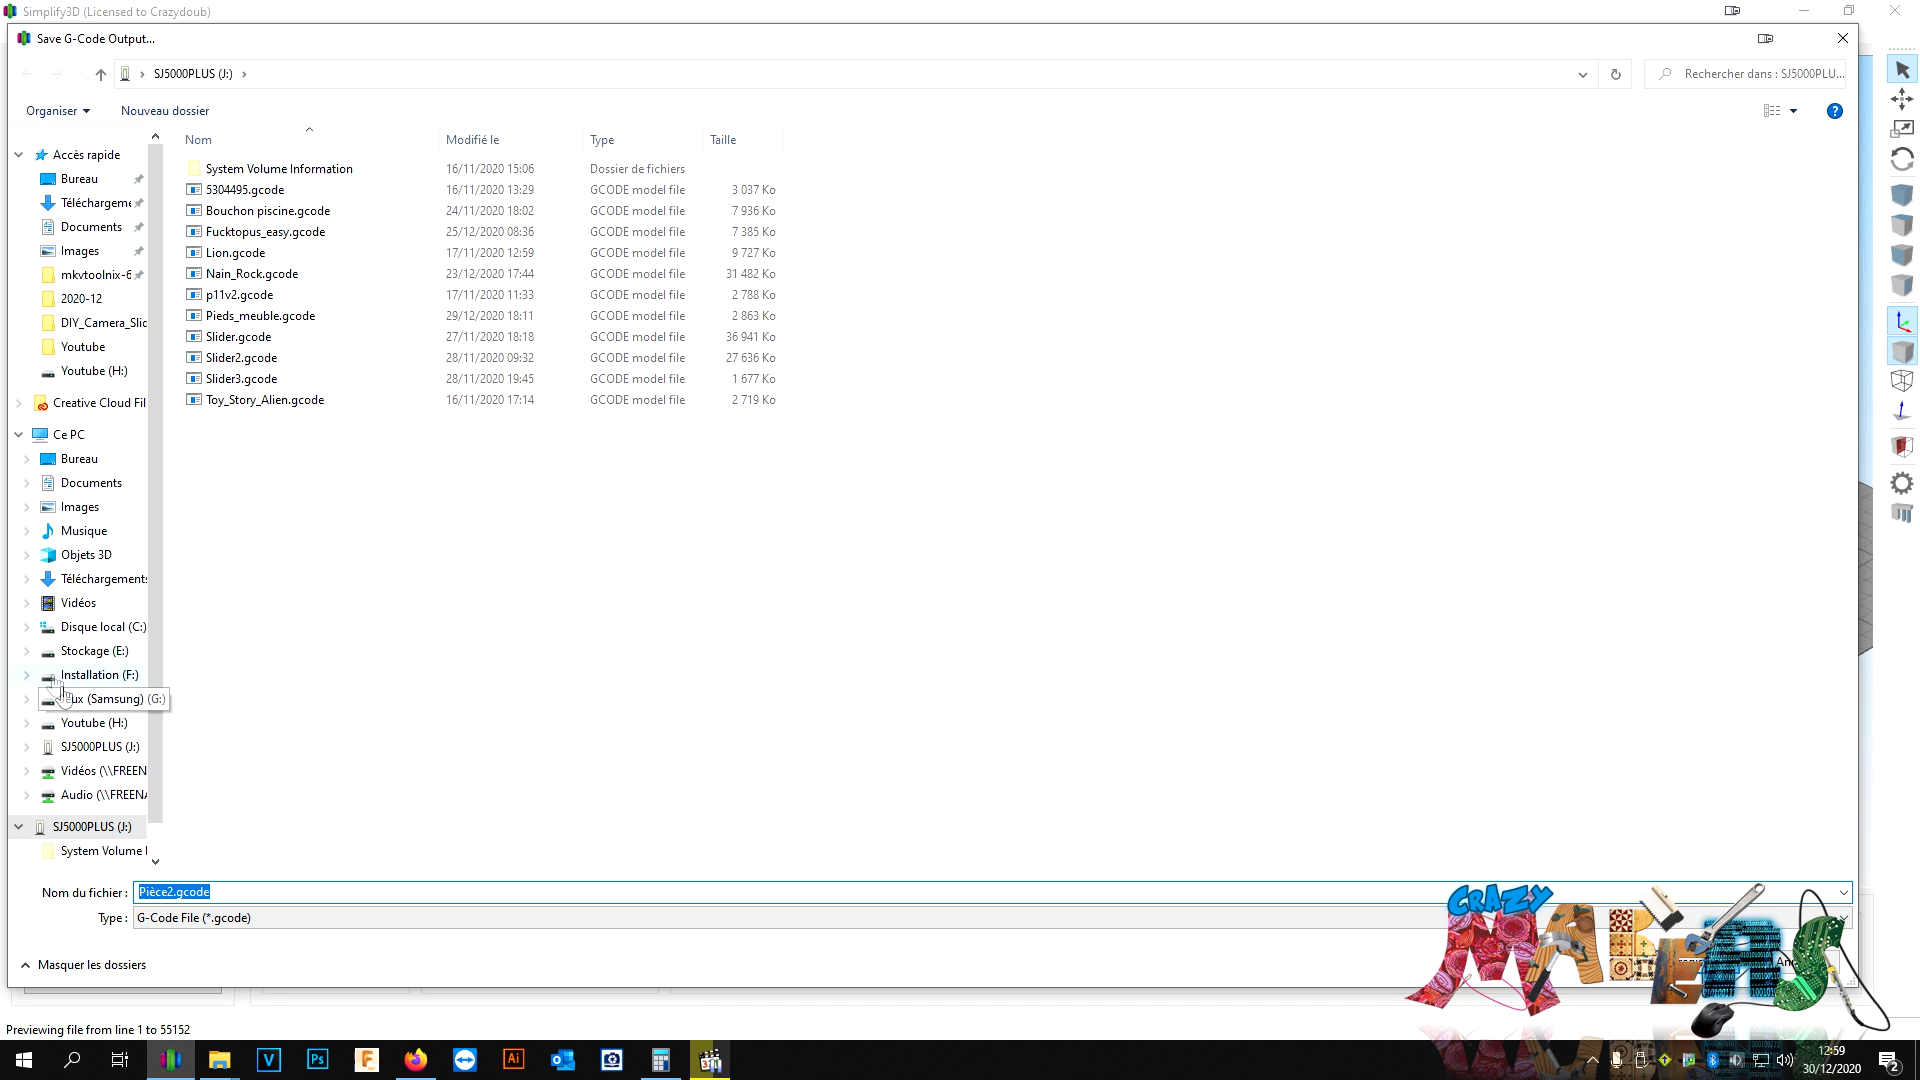 Simplify3D (Licensed to Crazydoub)
Save G-Code Output...
SJ5000PLUS (J:)
Rechercher dans : SJ5000PLU...
Organiser
Nouveau dossier
Nom
Modifié le
Type
Taille
System Volume Information 16/11/2020 15:06 Dossier de fichiers
5304495.gcode 16/11/2020 13:29 GCODE model file 3 037 Ko
Bouchon piscine.gcode 24/11/2020 18:02 GCODE model file 7 936 Ko
Fucktopus_easy.gcode 25/12/2020 08:36 GCODE model file 7 385 Ko
Lion.gcode 17/11/2020 12:59 GCODE model file 9 727 Ko
Nain_Rock.gcode 23/12/2020 17:44 GCODE model file 31 482 Ko
p11v2.gcode 17/11/2020 11:33 GCODE model file 2 788 Ko
Pieds_meuble.gcode 29/12/2020 18:11 GCODE model file 2 863 Ko
Slider.gcode 27/11/2020 18:18 GCODE model file 36 941 Ko
Slider2.gcode 28/11/2020 09:32 GCODE model file 27 636 Ko
Slider3.gcode 28/11/2020 19:45 GCODE model file 1 677 Ko
Toy_Story_Alien.gcode 16/11/2020 17:14 GCODE model file 2 719 Ko
Accès rapide
Bureau
Téléchargeme
Documents
Images
mkvtoolnix-6
2020-12
DIY_Camera_Slic
Youtube
Youtube (H:)
Creative Cloud Fil
Ce PC
Bureau
Documents
Images
Musique
Objets 3D
Téléchargements
Vidéos
Disque local (C:)
Stockage (E:)
Installation (F:)
ux (Samsung) (G:)
Youtube (H:)
SJ5000PLUS (J:)
Vidéos (\\FREEN
Audio (\\FREENA
SJ5000PLUS (J:)
System Volume I
Nom du fichier : Pièce2.gcode
Type : G-Code File (*.gcode)
Masquer les dossiers
CRAZY
MAKERS
Previewing file from line 1 to 55152
12:59
30/12/2020
2